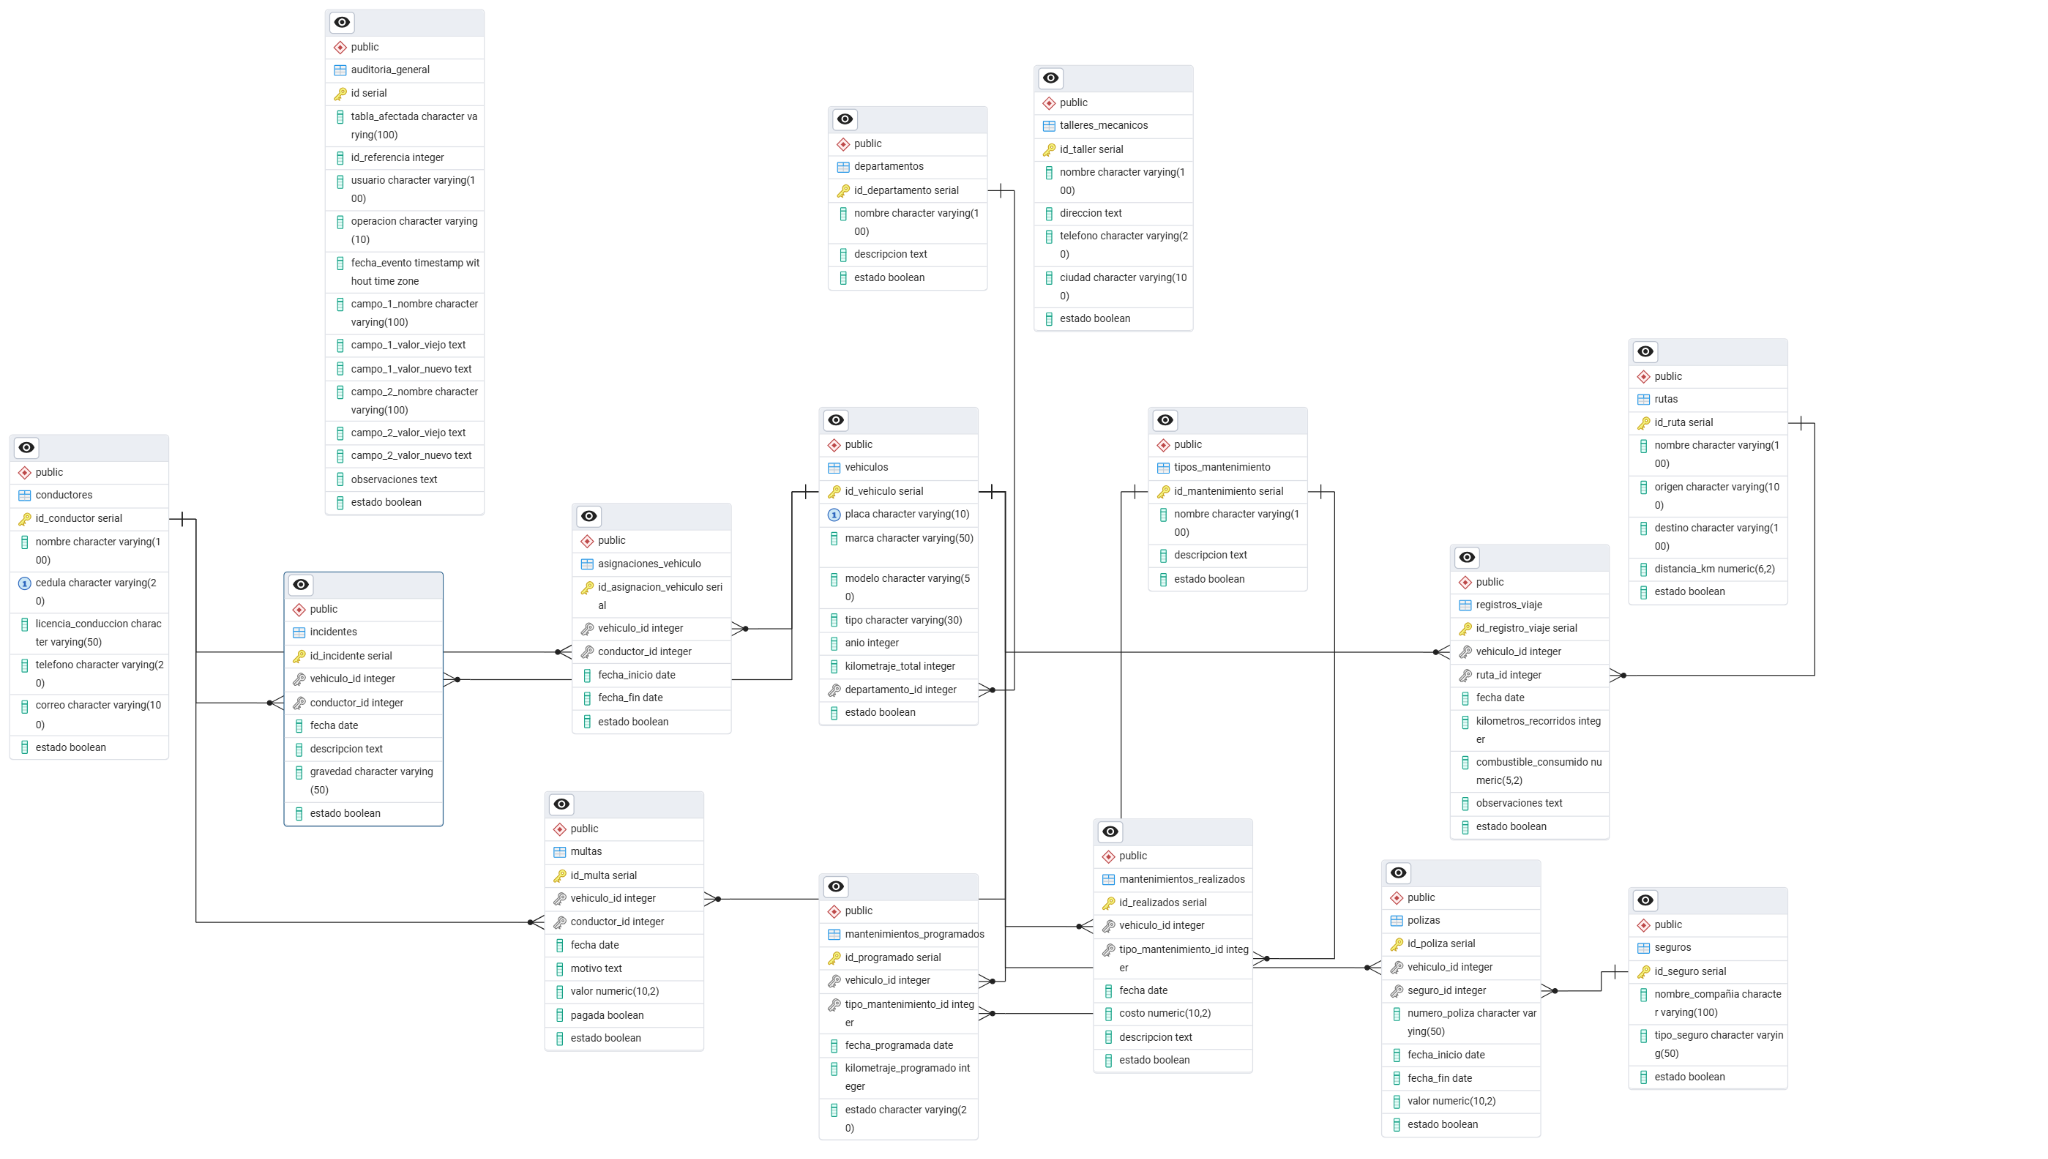 public
auditoria_general
id serial
tabla_afectada character va
rying(100)
id_referencia integer
usuario character varying(1
00)
operacion character varying
(10)
fecha_evento timestamp wit
hout time zone
campo_1_nombre character
varying(100)
campo_1_valor_viejo text
campo_1_valor_nuevo text
campo_2_nombre character
varying(100)
campo_2_valor_viejo text
campo_2_valor_nuevo text
observaciones text
estado boolean
public
departamentos
id_departamento serial
nombre character varying(1
00)
descripcion text
estado boolean
public
talleres_mecanicos
id_taller serial
nombre character varying(1
00)
direccion text
telefono character varying(2
0)
ciudad character varying(10
0)
estado boolean
public
rutas
id_ruta serial
nombre character varying(1
00)
origen character varying(10
0)
destino character varying(1
00)
distancia_km numeric(6,2)
estado boolean
public
conductores
id_conductor serial
nombre character varying(1
00)
1
cedula character varying(2
0)
licencia_conduccion charac
ter varying(50)
telefono character varying(2
0)
correo character varying(10
0)
estado boolean
public
incidentes
id_incidente serial
vehiculo_id integer
conductor_id integer
fecha date
descripcion text
gravedad character varying
(50)
estado boolean
public
asignaciones_vehiculo
id_asignacion_vehiculo seri
al
vehiculo_id integer
conductor_id integer
fecha_inicio date
fecha_fin date
estado boolean
public
vehiculos
id_vehiculo serial
1
placa character varying(10)
marca character varying(50)
modelo character varying(5
0)
tipo character varying(30)
anio integer
kilometraje_total integer
departamento_id integer
estado boolean
public
tipos_mantenimiento
id_mantenimiento serial
nombre character varying(1
00)
descripcion text
estado boolean
public
registros_viaje
id_registro_viaje serial
vehiculo_id integer
ruta_id integer
fecha date
kilometros_recorridos integ
er
combustible_consumido nu
meric(5,2)
observaciones text
estado boolean
public
multas
id_multa serial
vehiculo_id integer
conductor_id integer
fecha date
motivo text
valor numeric(10,2)
pagada boolean
estado boolean
public
mantenimientos_programados
id_programado serial
vehiculo_id integer
tipo_mantenimiento_id integ
er
fecha_programada date
kilometraje_programado int
eger
estado character varying(2
0)
public
mantenimientos_realizados
id_realizados serial
vehiculo_id integer
tipo_mantenimiento_id integ
er
fecha date
costo numeric(10,2)
descripcion text
estado boolean
public
polizas
id_poliza serial
vehiculo_id integer
seguro_id integer
numero_poliza character var
ying(50)
fecha_inicio date
fecha_fin date
valor numeric(10,2)
estado boolean
public
seguros
id_seguro serial
nombre_compañia characte
r varying(100)
tipo_seguro character varyin
g(50)
estado boolean